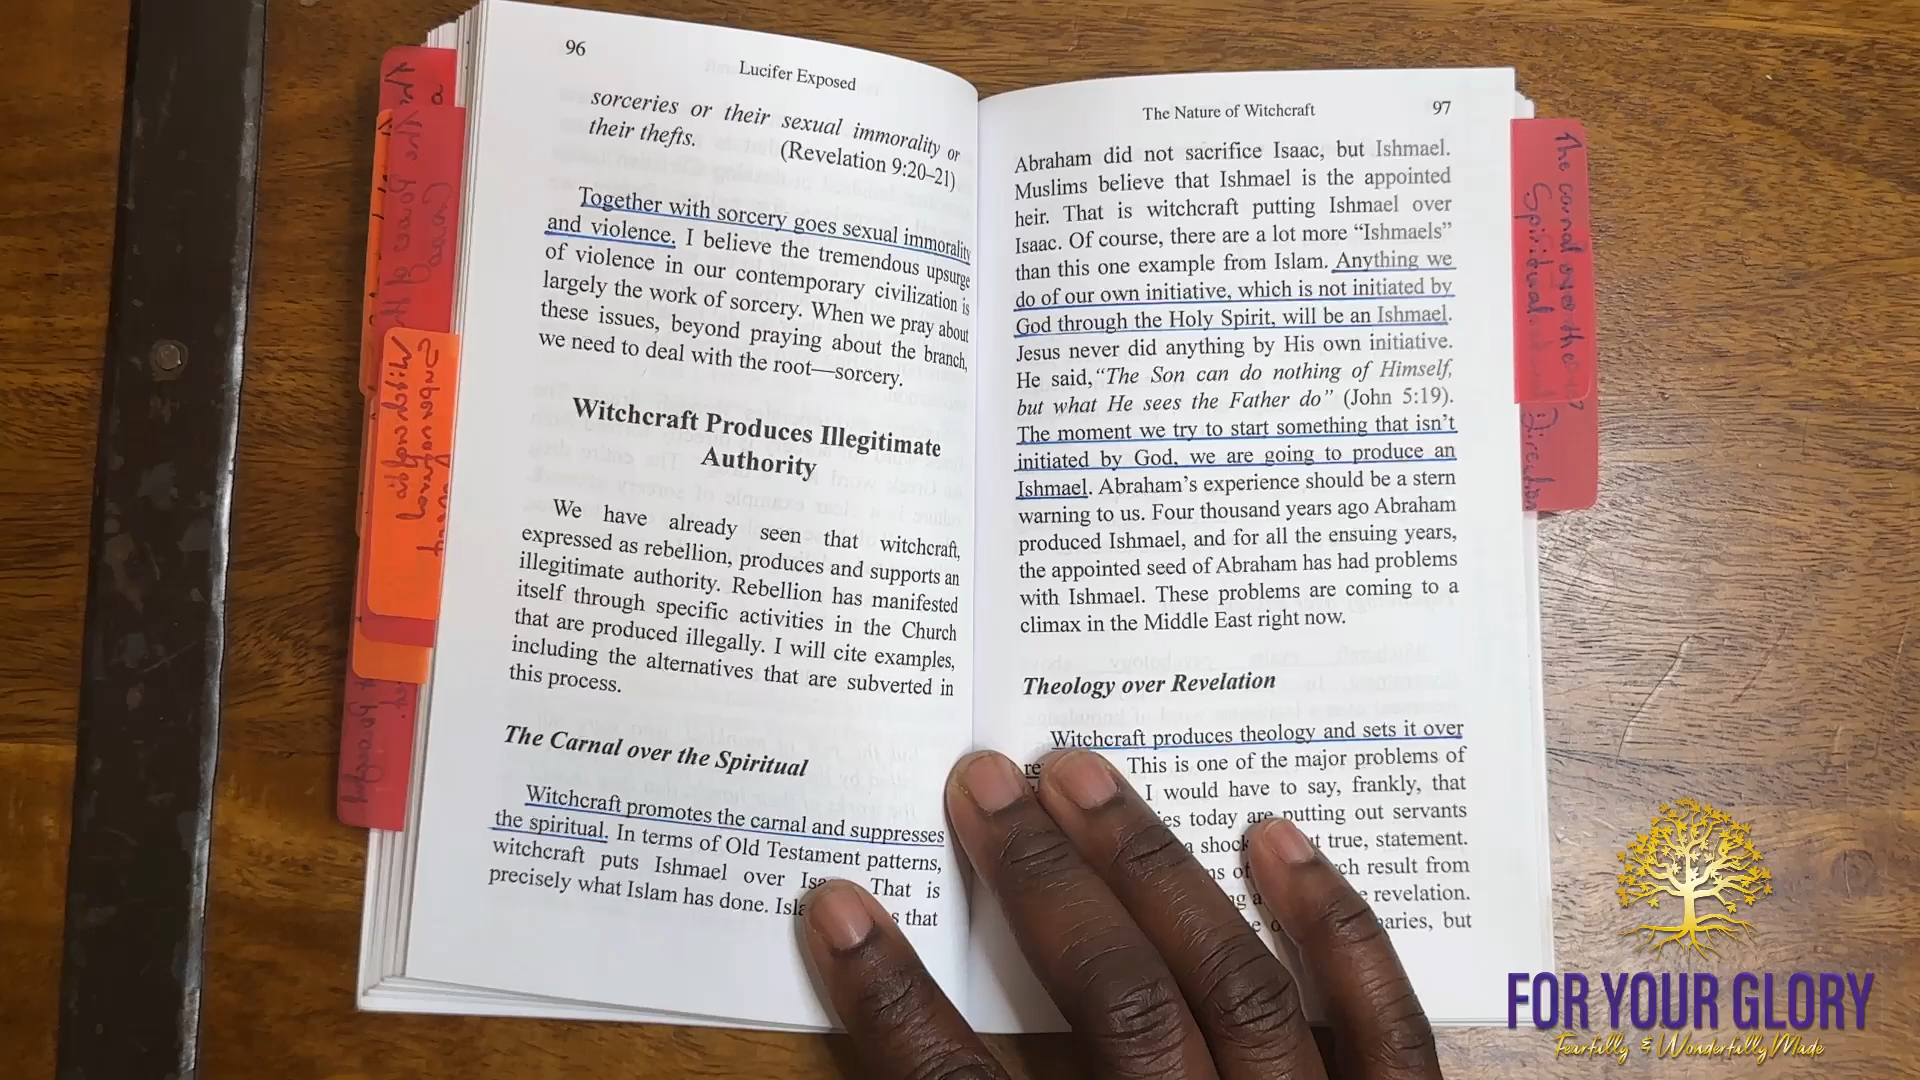 96
Lucifer Exposed
sorceries or their sexual immorality or
their thefts. (Revelation 9:20–21)
Together with sorcery goes sexual immorality
and violence. I believe the tremendous upsurge
of violence in our contemporary civilization is
largely the work of sorcery. When we pray about
these issues, beyond praying about the branch,
we need to deal with the root—sorcery.
Witchcraft Produces Illegitimate
Authority
We have already seen that witchcraft,
expressed as rebellion, produces and supports an
illegitimate authority. Rebellion has manifested
itself through specific activities in the Church
that are produced illegally. I will cite examples,
including the alternatives that are subverted in
this process.
The Carnal over the Spiritual
Witchcraft promotes the carnal and suppresses
the spiritual. In terms of Old Testament patterns,
witchcraft puts Ishmael over That is
precisely what Islam has done. that
The Nature of Witchcraft
97
Abraham did not sacrifice Isaac, but Ishmael.
Muslims believe that Ishmael is the appointed
heir. That is witchcraft putting Ishmael over
Isaac. Of course, there are a lot more “Ishmaels”
than this one example from Islam. Anything we
do of our own initiative, which is not initiated by
God through the Holy Spirit, will be an Ishmael.
Jesus never did anything by His own initiative.
He said, “The Son can do nothing of Himself,
but what He sees the Father do” (John 5:19).
The moment we try to start something that isn’t
initiated by God, we are going to produce an
Ishmael. Abraham’s experience should be a stern
warning to us. Four thousand years ago Abraham
produced Ishmael, and for all the ensuing years,
the appointed seed of Abraham has had problems
with Ishmael. These problems are coming to a
climax in the Middle East right now.
Theology over Revelation
Witchcraft produces theology and sets it over
This is one of the major problems of
I would have to say, frankly, that
today are putting out servants
a true, statement.
result from
revelation.
but
The carnal over the
Spiritual
Direction
FOR YOUR GLORY
Fearfully & Wonderfully Made